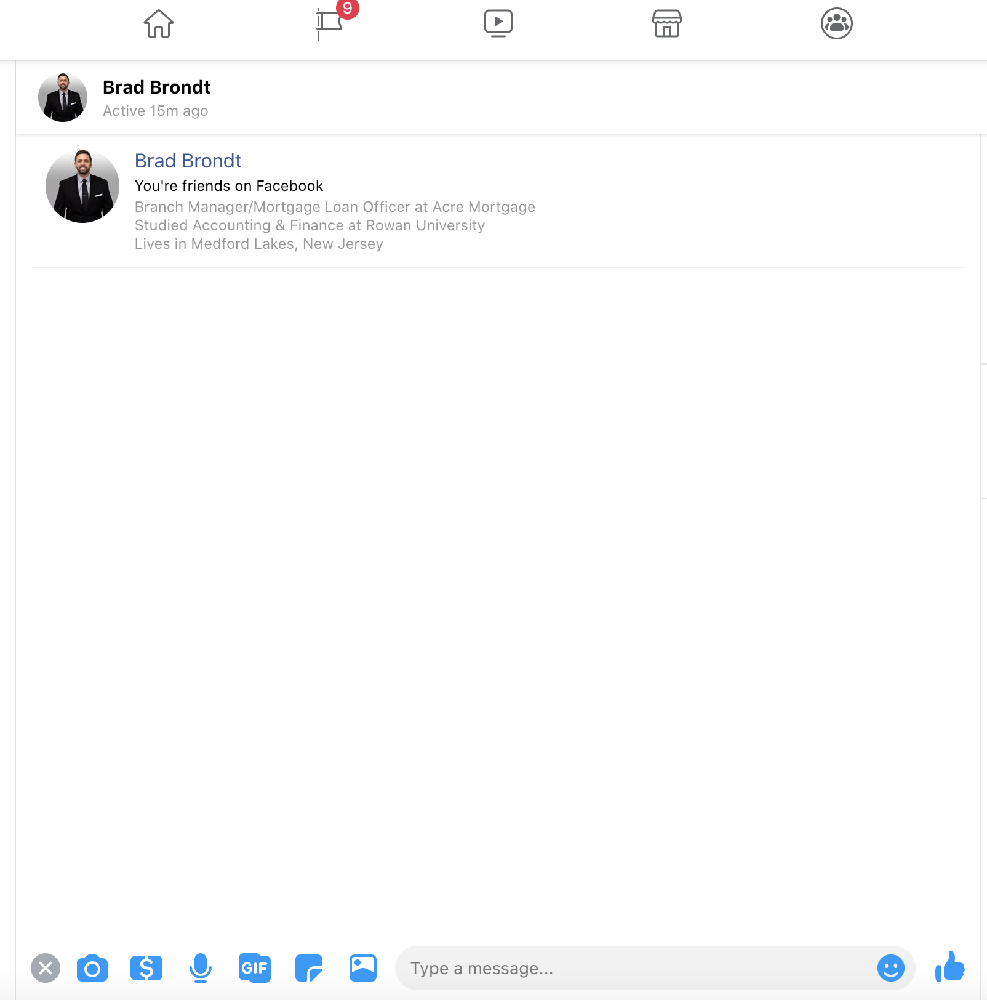 9
Brad Brondt
Active 15m ago
Brad Brondt
You're friends on Facebook
Branch Manager/Mortgage Loan Officer at Acre Mortgage
Studied Accounting & Finance at Rowan University
Lives in Medford Lakes, New Jersey
$ GIF Type a message...